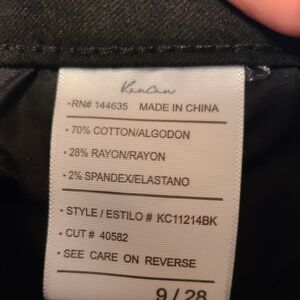 KanCan
•RN# 144635 MADE IN CHINA
•70% COTTON/ALGODON
•28% RAYON/RAYON
•2% SPANDEX/ELASTANO
•STYLE / ESTILO # KC11214BK
•CUT # 40582
•SEE CARE ON REVERSE
9 / 28